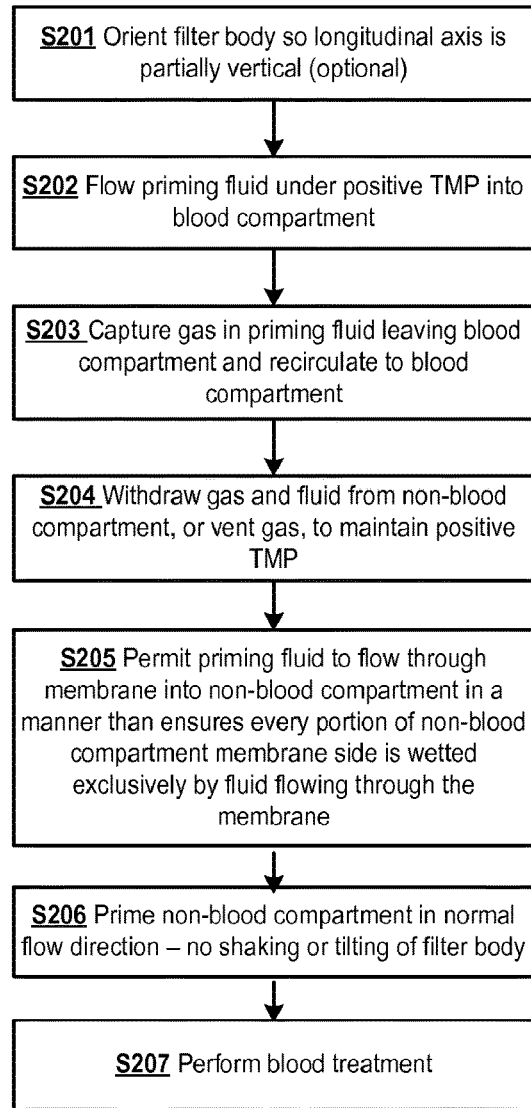 S201 Orient filter body so longitudinal axis is
partially vertical (optional)
S202 Flow priming fluid under positive TMP into
blood compartment
S203 Capture gas in priming fluid leaving blood
compartment and recirculate to blood
compartment
S204 Withdraw gas and fluid from non-blood
compartment, or vent gas, to maintain positive
TMP
S205 Permit priming fluid to flow through
membrane into non-blood compartment in a
manner than ensures every portion of non-blood
compartment membrane side is wetted
exclusively by fluid flowing through the
membrane
S206 Prime non-blood compartment in normal
flow direction – no shaking or tilting of filter body
S207 Perform blood treatment